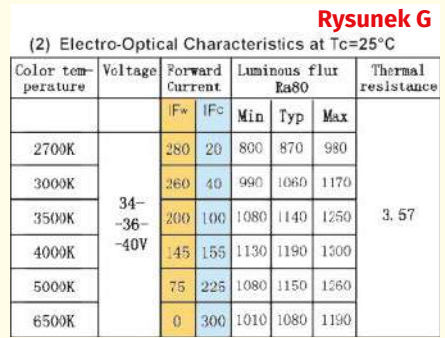 Rysunek G
(2) Electro-Optical Characteristics at Tc=25°C
Color tem- Voltage Forward Luminous flux Thermal
perature Current Ra80 resistance
IFw IFc Min Typ Max
2700K 280 20 800 870 980
3000K 260 40 990 1060 1170
34-
3500K 200 100 1080 1140 1250 3.57
-36-
-40V
4000K 145 155 1130 1190 1300
5000K 75 225 1080 1150 1260
6500K 0 300 1010 1080 1190